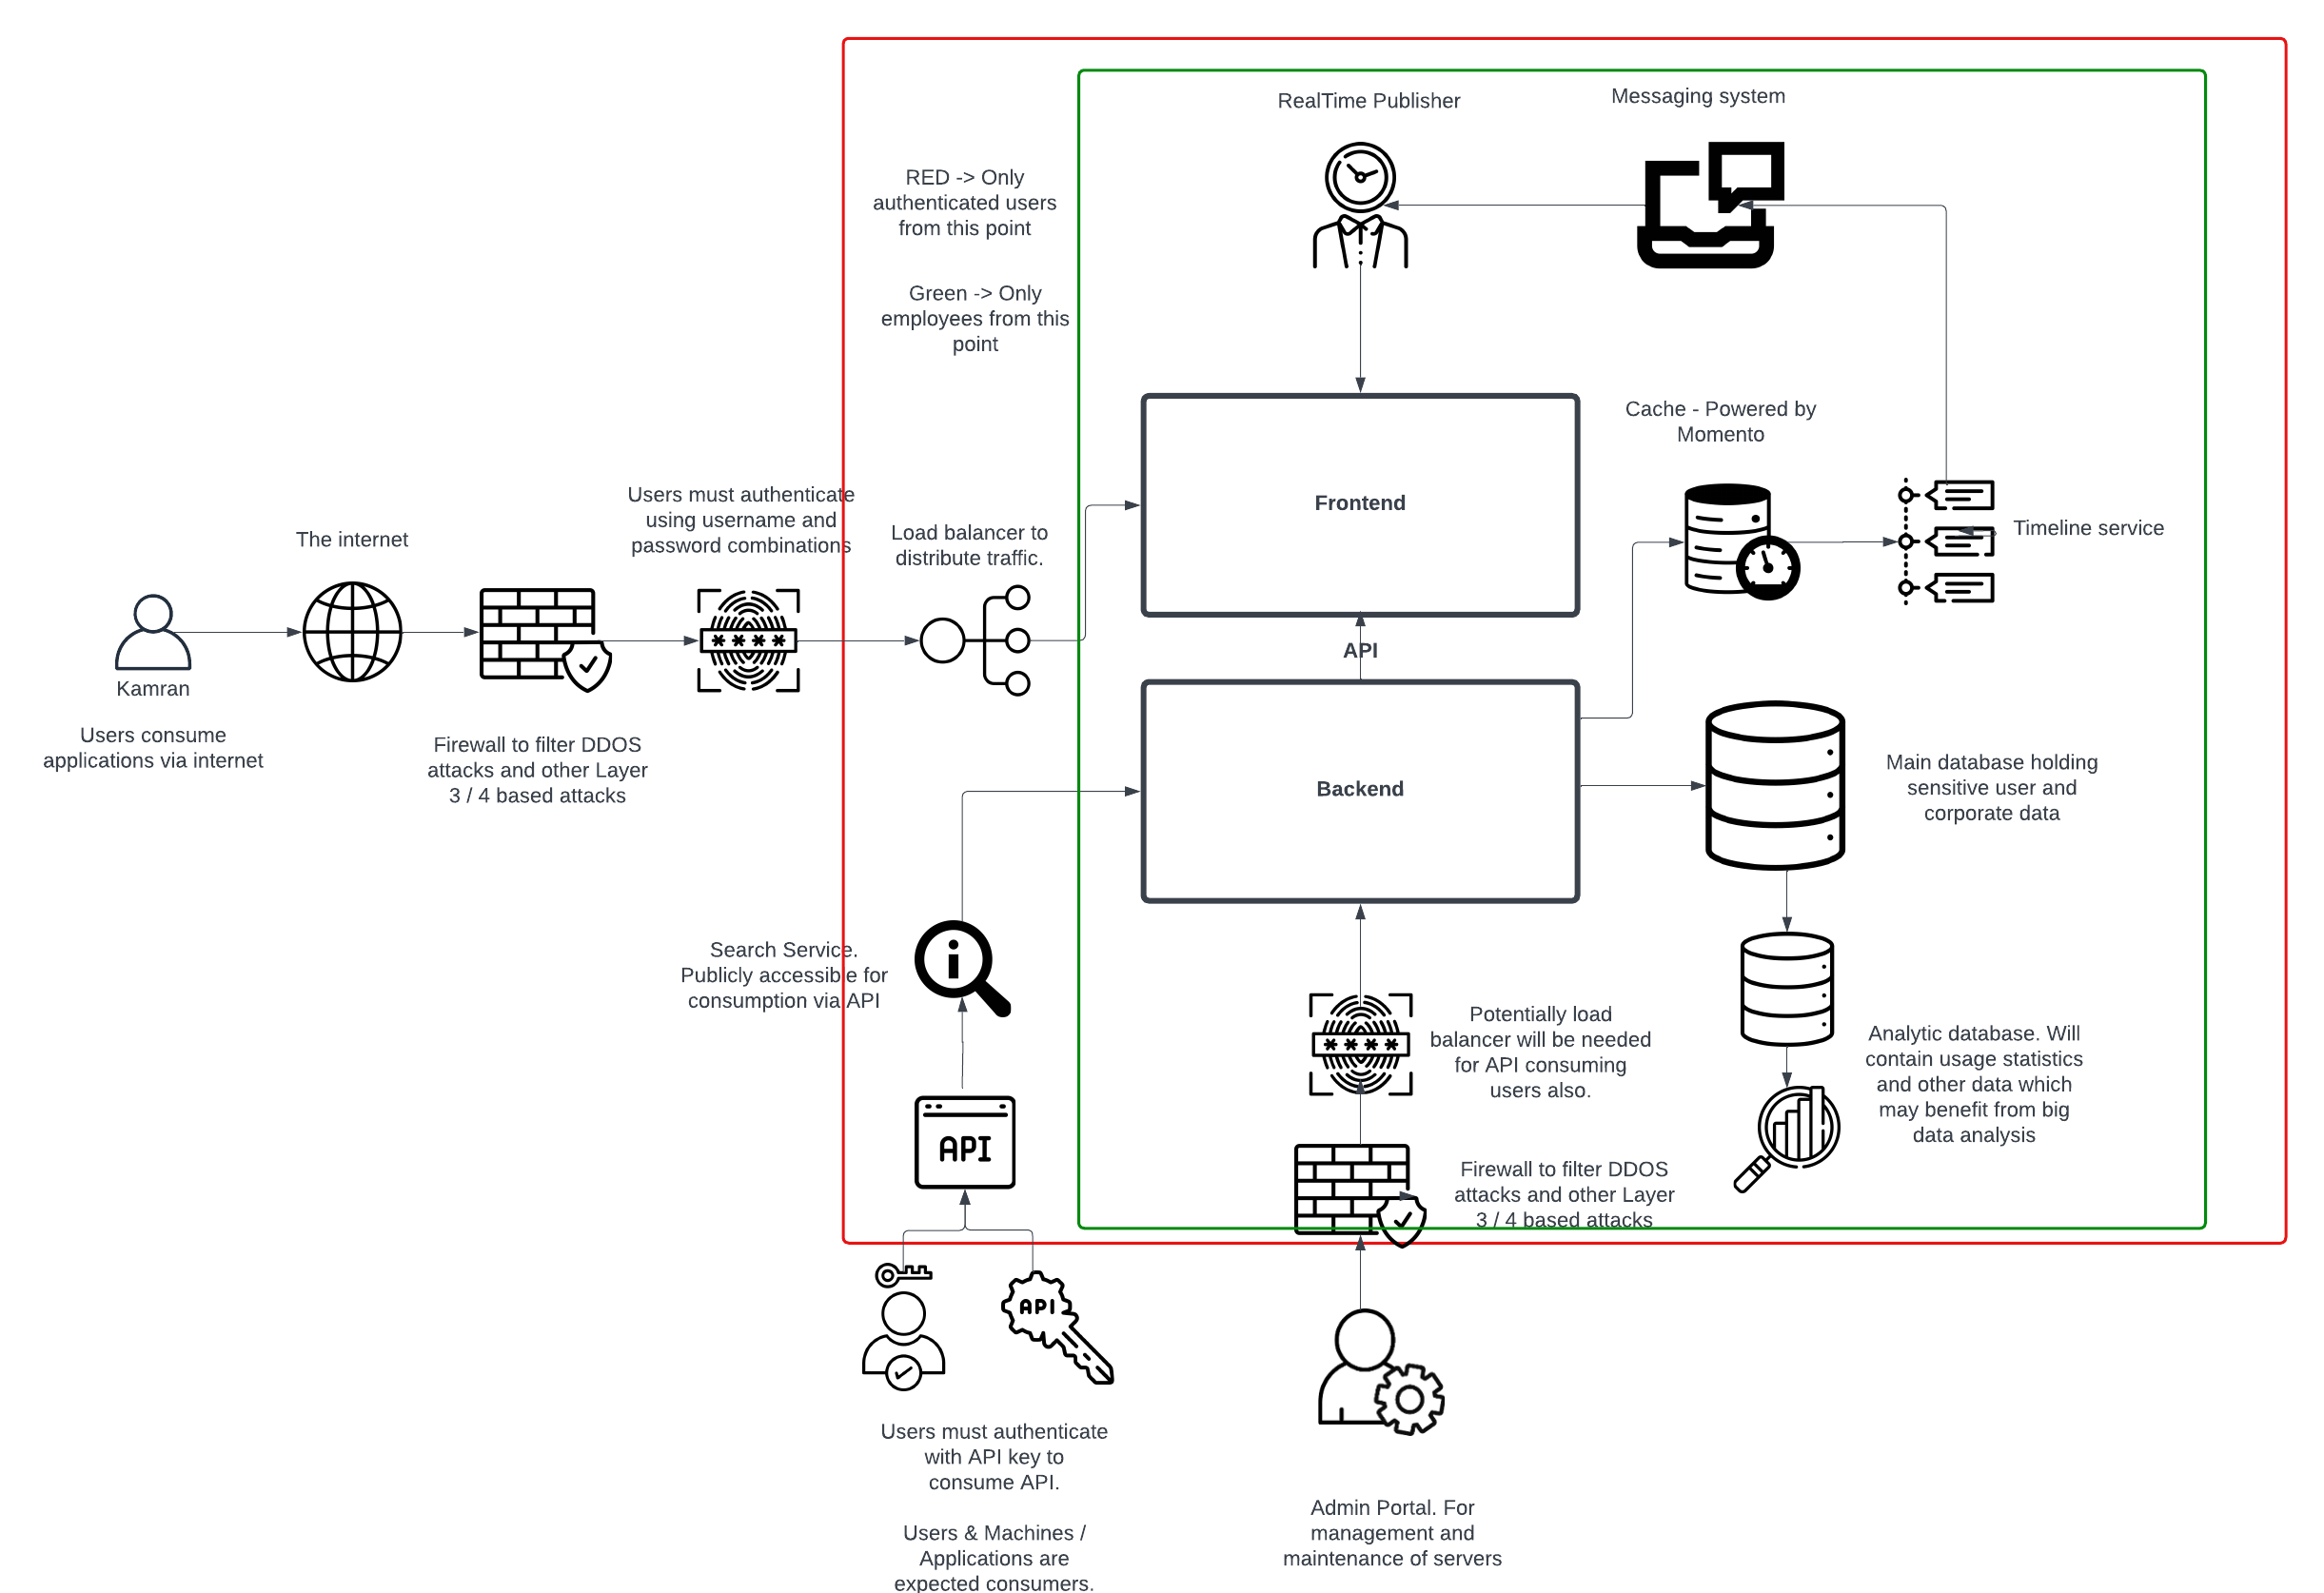 RealTime Publisher
Messaging system
RED -> Only
authenticated users
from this point
Green -> Only
employees from this
point
Cache - Powered by
Momento
Users must authenticate
using username and
password combinations
Frontend
Timeline service
The internet
Load balancer to
distribute traffic.
* * * *
API
Kamran
Users consume
applications via internet
Firewall to filter DDOS
attacks and other Layer
3 / 4 based attacks
Backend
Main database holding
sensitive user and
corporate data
Search Service.
Publicly accessible for
consumption via API
i
Potentially load
balancer will be needed
for API consuming
users also.
* * * *
Analytic database. Will
contain usage statistics
and other data which
may benefit from big
data analysis
API
Firewall to filter DDOS
attacks and other Layer
3 / 4 based attacks
API
Users must authenticate
with API key to
consume API.
Users & Machines /
Applications are
expected consumers.
Admin Portal. For
management and
maintenance of servers